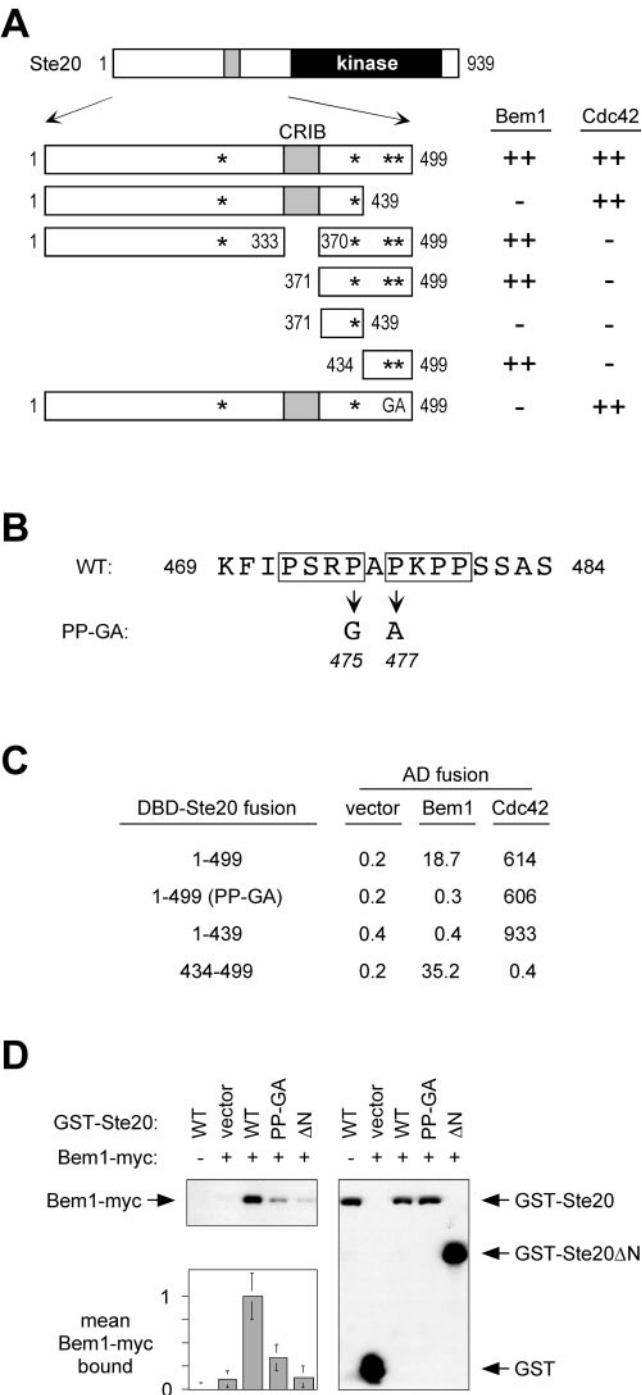 A
Ste20 1 kinase 939
Bem1 Cdc42
CRIB
1 * * ** 499 ++ ++
1 * * 439 - ++
1 * 333 370 * ** 499 ++ -
371 * ** 499 ++ -
371 * 439 - -
434 ** 499 ++ -
1 * * GA 499 - ++
B
WT: 469 KFIPSRPAPKPPSSAS 484
PP-GA: G A
475 477
C
AD fusion
DBD-Ste20 fusion vector Bem1 Cdc42
1-499 0.2 18.7 614
1-499 (PP-GA) 0.2 0.3 606
1-439 0.4 0.4 933
434-499 0.2 35.2 0.4
D
GST-Ste20: WT vector WT PP-GA ΔN WT vector WT PP-GA ΔN
Bem1-myc: - + + + + - + + + +
Bem1-myc
GST-Ste20
GST-Ste20ΔN
GST
mean
Bem1-myc
bound
1
0